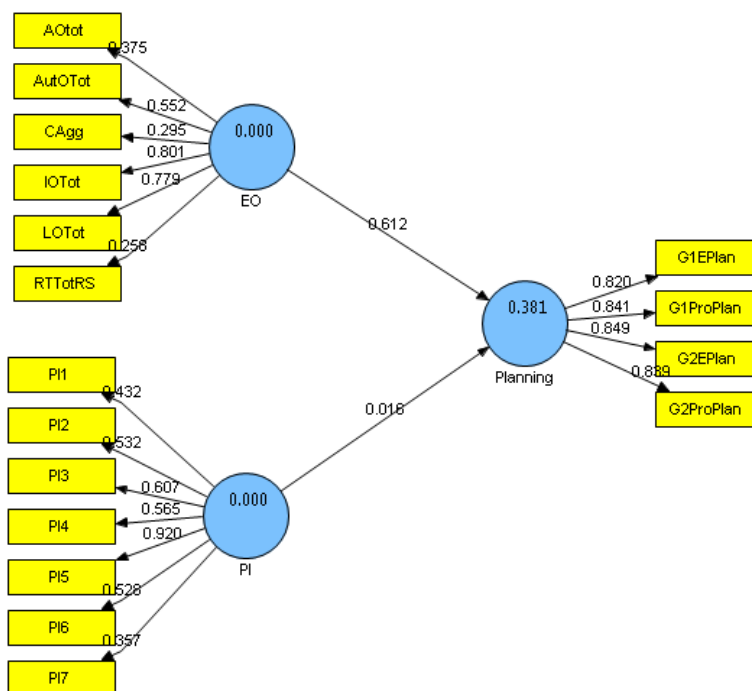 AOtot
0.375
AutOTot
0.552
CAgg
0.295
IOTot
0.801
LOTot
0.779
RTTotRS
0.258
0.000
EO
0.612
PI1
0.432
PI2
0.532
PI3
0.607
PI4
0.565
PI5
0.920
PI6
0.528
PI7
0.357
0.000
PI
0.016
0.381
Planning
G1EPlan
0.820
G1ProPlan
0.841
G2EPlan
0.849
G2ProPlan